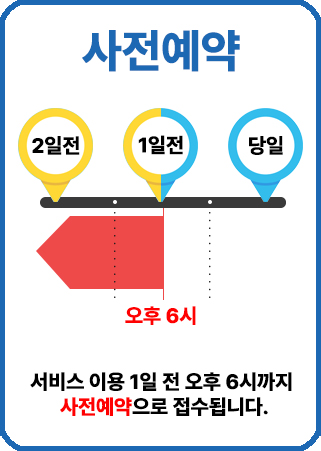 사전예약
2일전 1일전 당일
오후 6시
서비스 이용 1일 전 오후 6시까지
사전예약으로 접수됩니다.